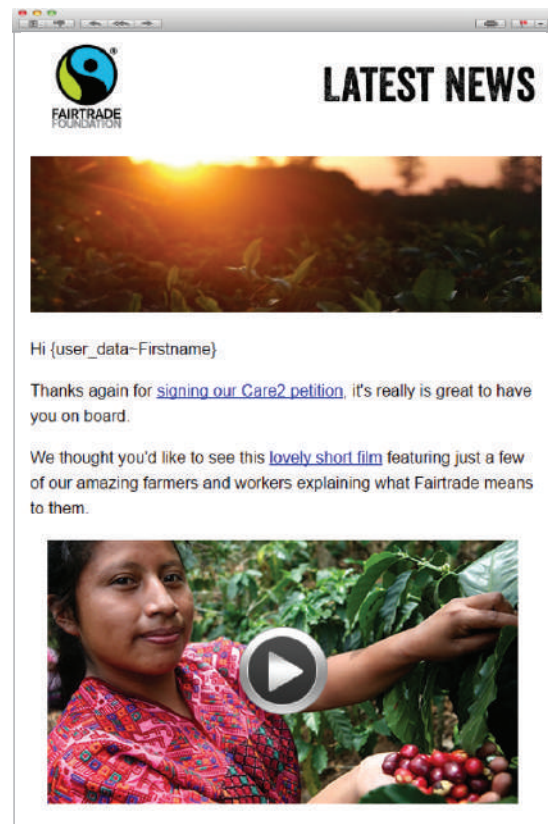 FAIRTRADE
FOUNDATION
LATEST NEWS
Hi {user_data~Firstname}
Thanks again for signing our Care2 petition, it's really is great to have
you on board.
We thought you'd like to see this lovely short film featuring just a few
of our amazing farmers and workers explaining what Fairtrade means
to them.